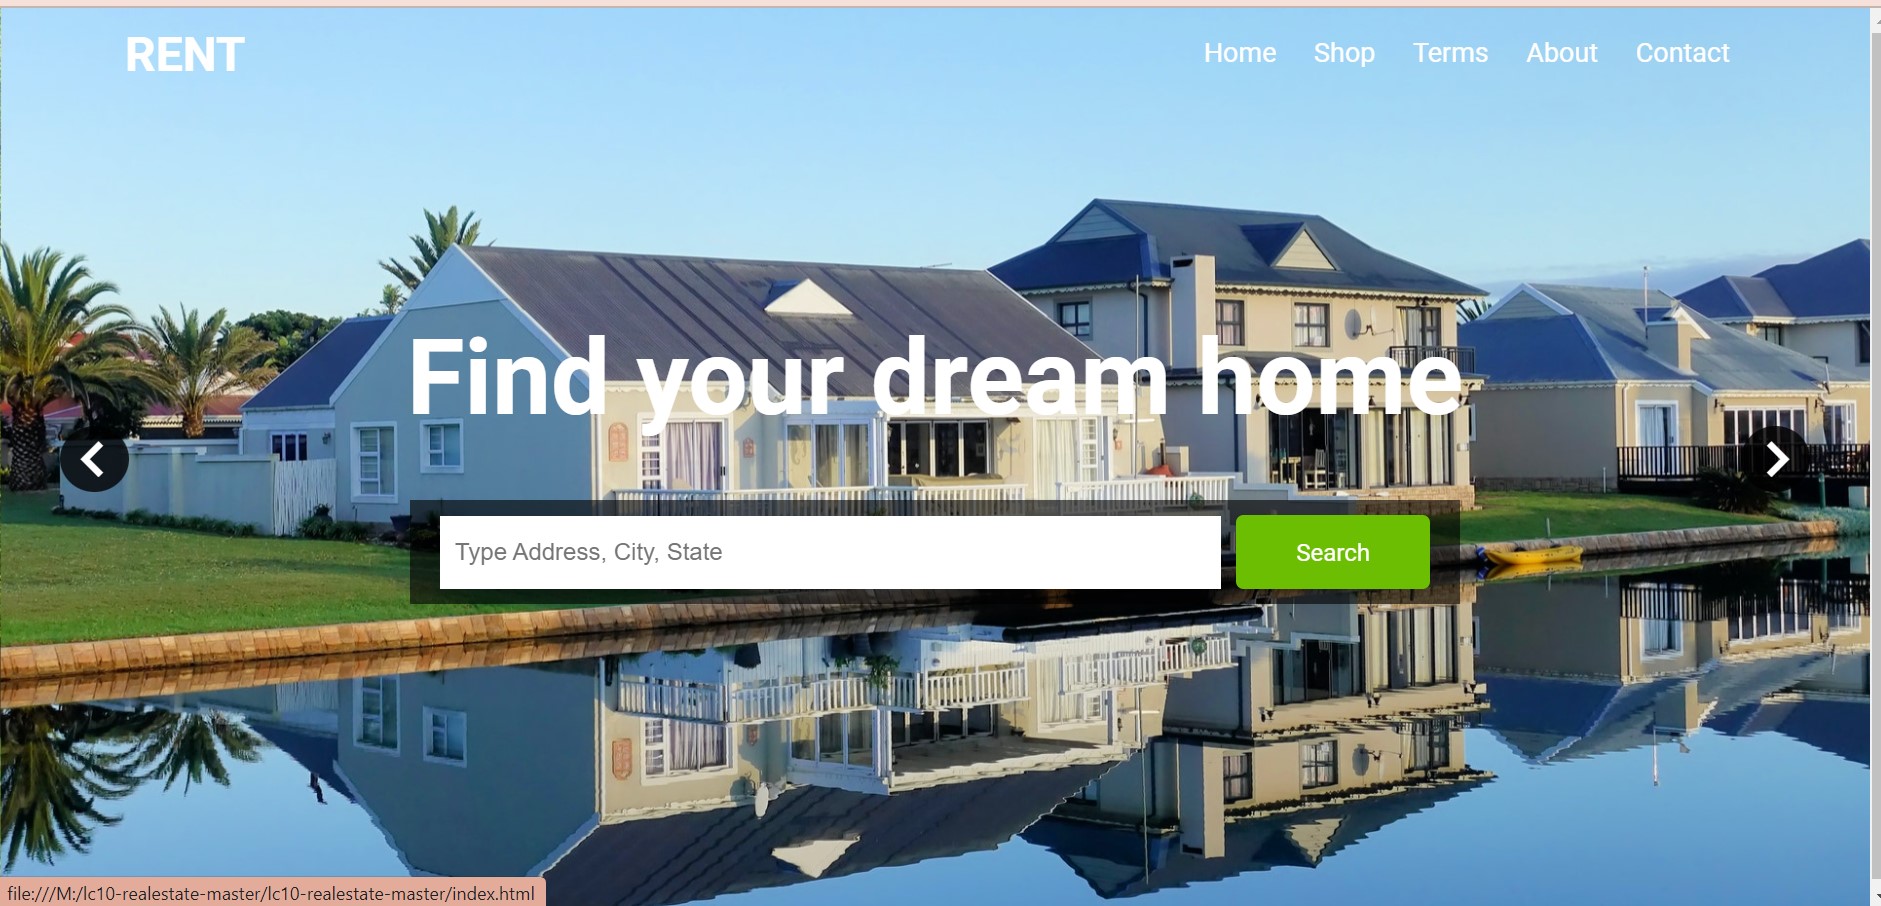 RENT
Home Shop Terms About Contact
Find your dream home
Type Address, City, State
Search
file:///M:/lc10-realestate-master/lc10-realestate-master/index.html